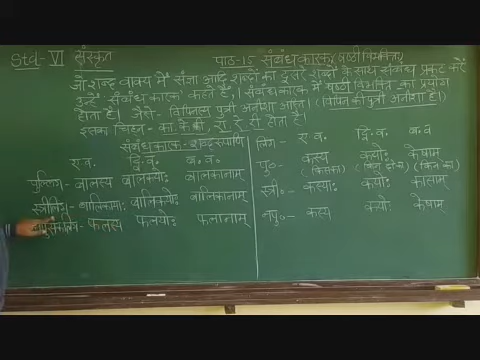 Std - VI संस्कृत पाठ-15 संबंधकारक (षष्ठी विभक्ति)
जो शब्द वाक्य में संज्ञा आदि शब्दों का दूसरे शब्दों के साथ संबंध प्रकट करें
उन्हें संबंध कारक कहते है, संबंधकारक में षष्ठी विभक्ति का प्रयोग
होता है। जैसे- विपिनस्य पुत्री अनीशा अस्ति। (विपिन की पुत्री अनीशा है।)
इसका चिह्न - का, के, की, रा, रे, री होता है।
संबंधकारक - शब्दरूपाणि
ए.व. द्वि.व. ब.व.
पुल्लिंग- बालस्य बालकयोः बालकानाम्
स्त्रीलिंग- बालिकायाः बालिकयोः बालिकानाम्
नपुंसकलिंग- फलस्य फलयोः फलानाम्
लिंग- ए.व. द्वि.व. ब.व
पु०- कस्य कयोः केषाम्
(किसका) (किन दोनो) (किन का)
स्त्री:- कस्याः कयोः कासाम्
नपु०- कस्य कयोः केषाम्